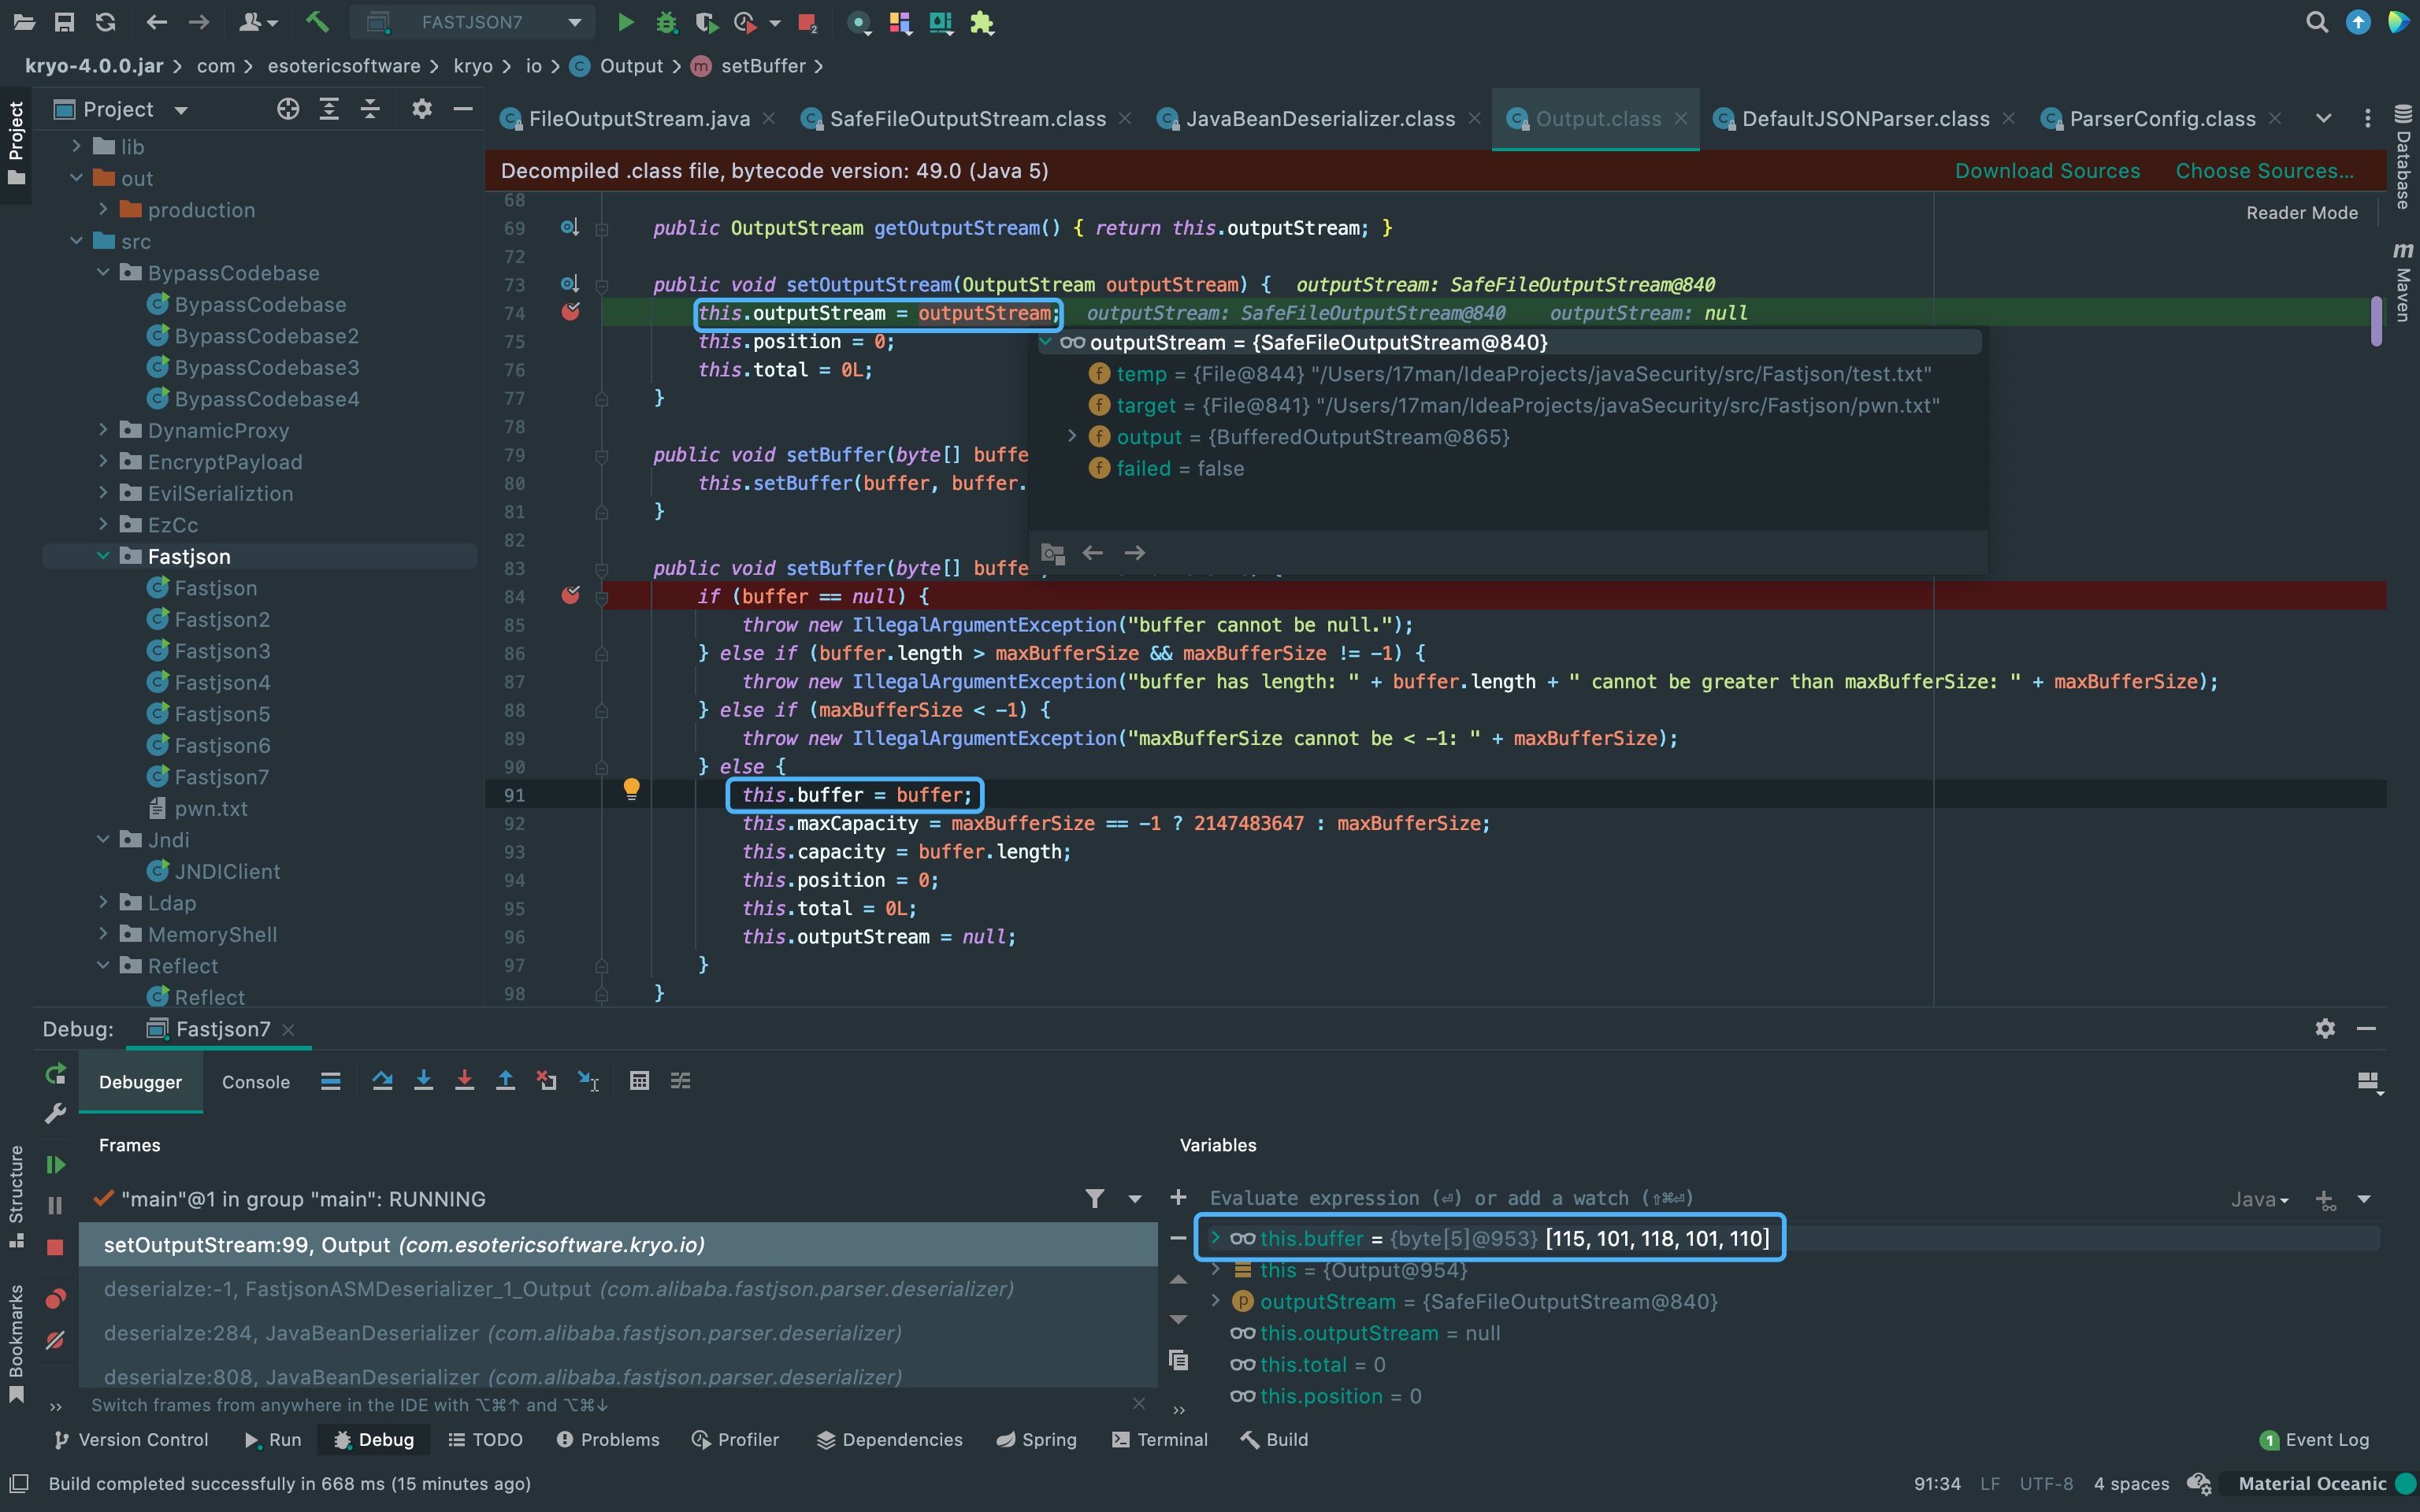 FASTJSON7
kryo-4.0.0.jar > com > esotericsoftware > kryo > io > Output > setBuffer >
Project
Project
lib
out
production
src
BypassCodebase
BypassCodebase
BypassCodebase2
BypassCodebase3
BypassCodebase4
DynamicProxy
EncryptPayload
EvilSerializtion
EzCc
Fastjson
Fastjson
Fastjson2
Fastjson3
Fastjson4
Fastjson5
Fastjson6
Fastjson7
pwn.txt
Jndi
JNDIClient
Ldap
MemoryShell
Reflect
Reflect
FileOutputStream.java SafeFileOutputStream.class JavaBeanDeserializer.class Output.class DefaultJSONParser.class ParserConfig.class
Decompiled .class file, bytecode version: 49.0 (Java 5) Download Sources Choose Sources...
Reader Mode
68
69 public OutputStream getOutputStream() { return this.outputStream; }
72
73 public void setOutputStream(OutputStream outputStream) { outputStream: SafeFileOutputStream@840
74 this.outputStream = outputStream; outputStream: SafeFileOutputStream@840 outputStream: null
75 this.position = 0;
76 this.total = 0L;
77 }
78
79 public void setBuffer(byte[] buffe
80 this.setBuffer(buffer, buffer.
81 }
82
83 public void setBuffer(byte[] buffe
84 if (buffer == null) {
85 throw new IllegalArgumentException("buffer cannot be null.");
86 } else if (buffer.length > maxBufferSize && maxBufferSize != -1) {
87 throw new IllegalArgumentException("buffer has length: " + buffer.length + " cannot be greater than maxBufferSize: " + maxBufferSize);
88 } else if (maxBufferSize < -1) {
89 throw new IllegalArgumentException("maxBufferSize cannot be < -1: " + maxBufferSize);
90 } else {
91 this.buffer = buffer;
92 this.maxCapacity = maxBufferSize == -1 ? 2147483647 : maxBufferSize;
93 this.capacity = buffer.length;
94 this.position = 0;
95 this.total = 0L;
96 this.outputStream = null;
97 }
98 }
outputStream = {SafeFileOutputStream@840}
temp = {File@844} "/Users/17man/IdeaProjects/javaSecurity/src/Fastjson/test.txt"
target = {File@841} "/Users/17man/IdeaProjects/javaSecurity/src/Fastjson/pwn.txt"
output = {BufferedOutputStream@865}
failed = false
Database
Maven
Debug: Fastjson7
Debugger Console
Frames
"main"@1 in group "main": RUNNING
setOutputStream:99, Output (com.esotericsoftware.kryo.io)
deserialze:-1, FastjsonASMDeserializer_1_Output (com.alibaba.fastjson.parser.deserializer)
deserialze:284, JavaBeanDeserializer (com.alibaba.fastjson.parser.deserializer)
deserialze:808, JavaBeanDeserializer (com.alibaba.fastjson.parser.deserializer)
Switch frames from anywhere in the IDE with ⌥⌘↑ and ⌥⌘↓
Variables
Evaluate expression (⏎) or add a watch (⇧⌘⏎) Java
this.buffer = {byte[5]@953} [115, 101, 118, 101, 110]
this = {Output@954}
outputStream = {SafeFileOutputStream@840}
this.outputStream = null
this.total = 0
this.position = 0
Structure
Bookmarks
Version Control Run Debug TODO Problems Profiler Dependencies Spring Terminal Build 1 Event Log
Build completed successfully in 668 ms (15 minutes ago) 91:34 LF UTF-8 4 spaces Material Oceanic